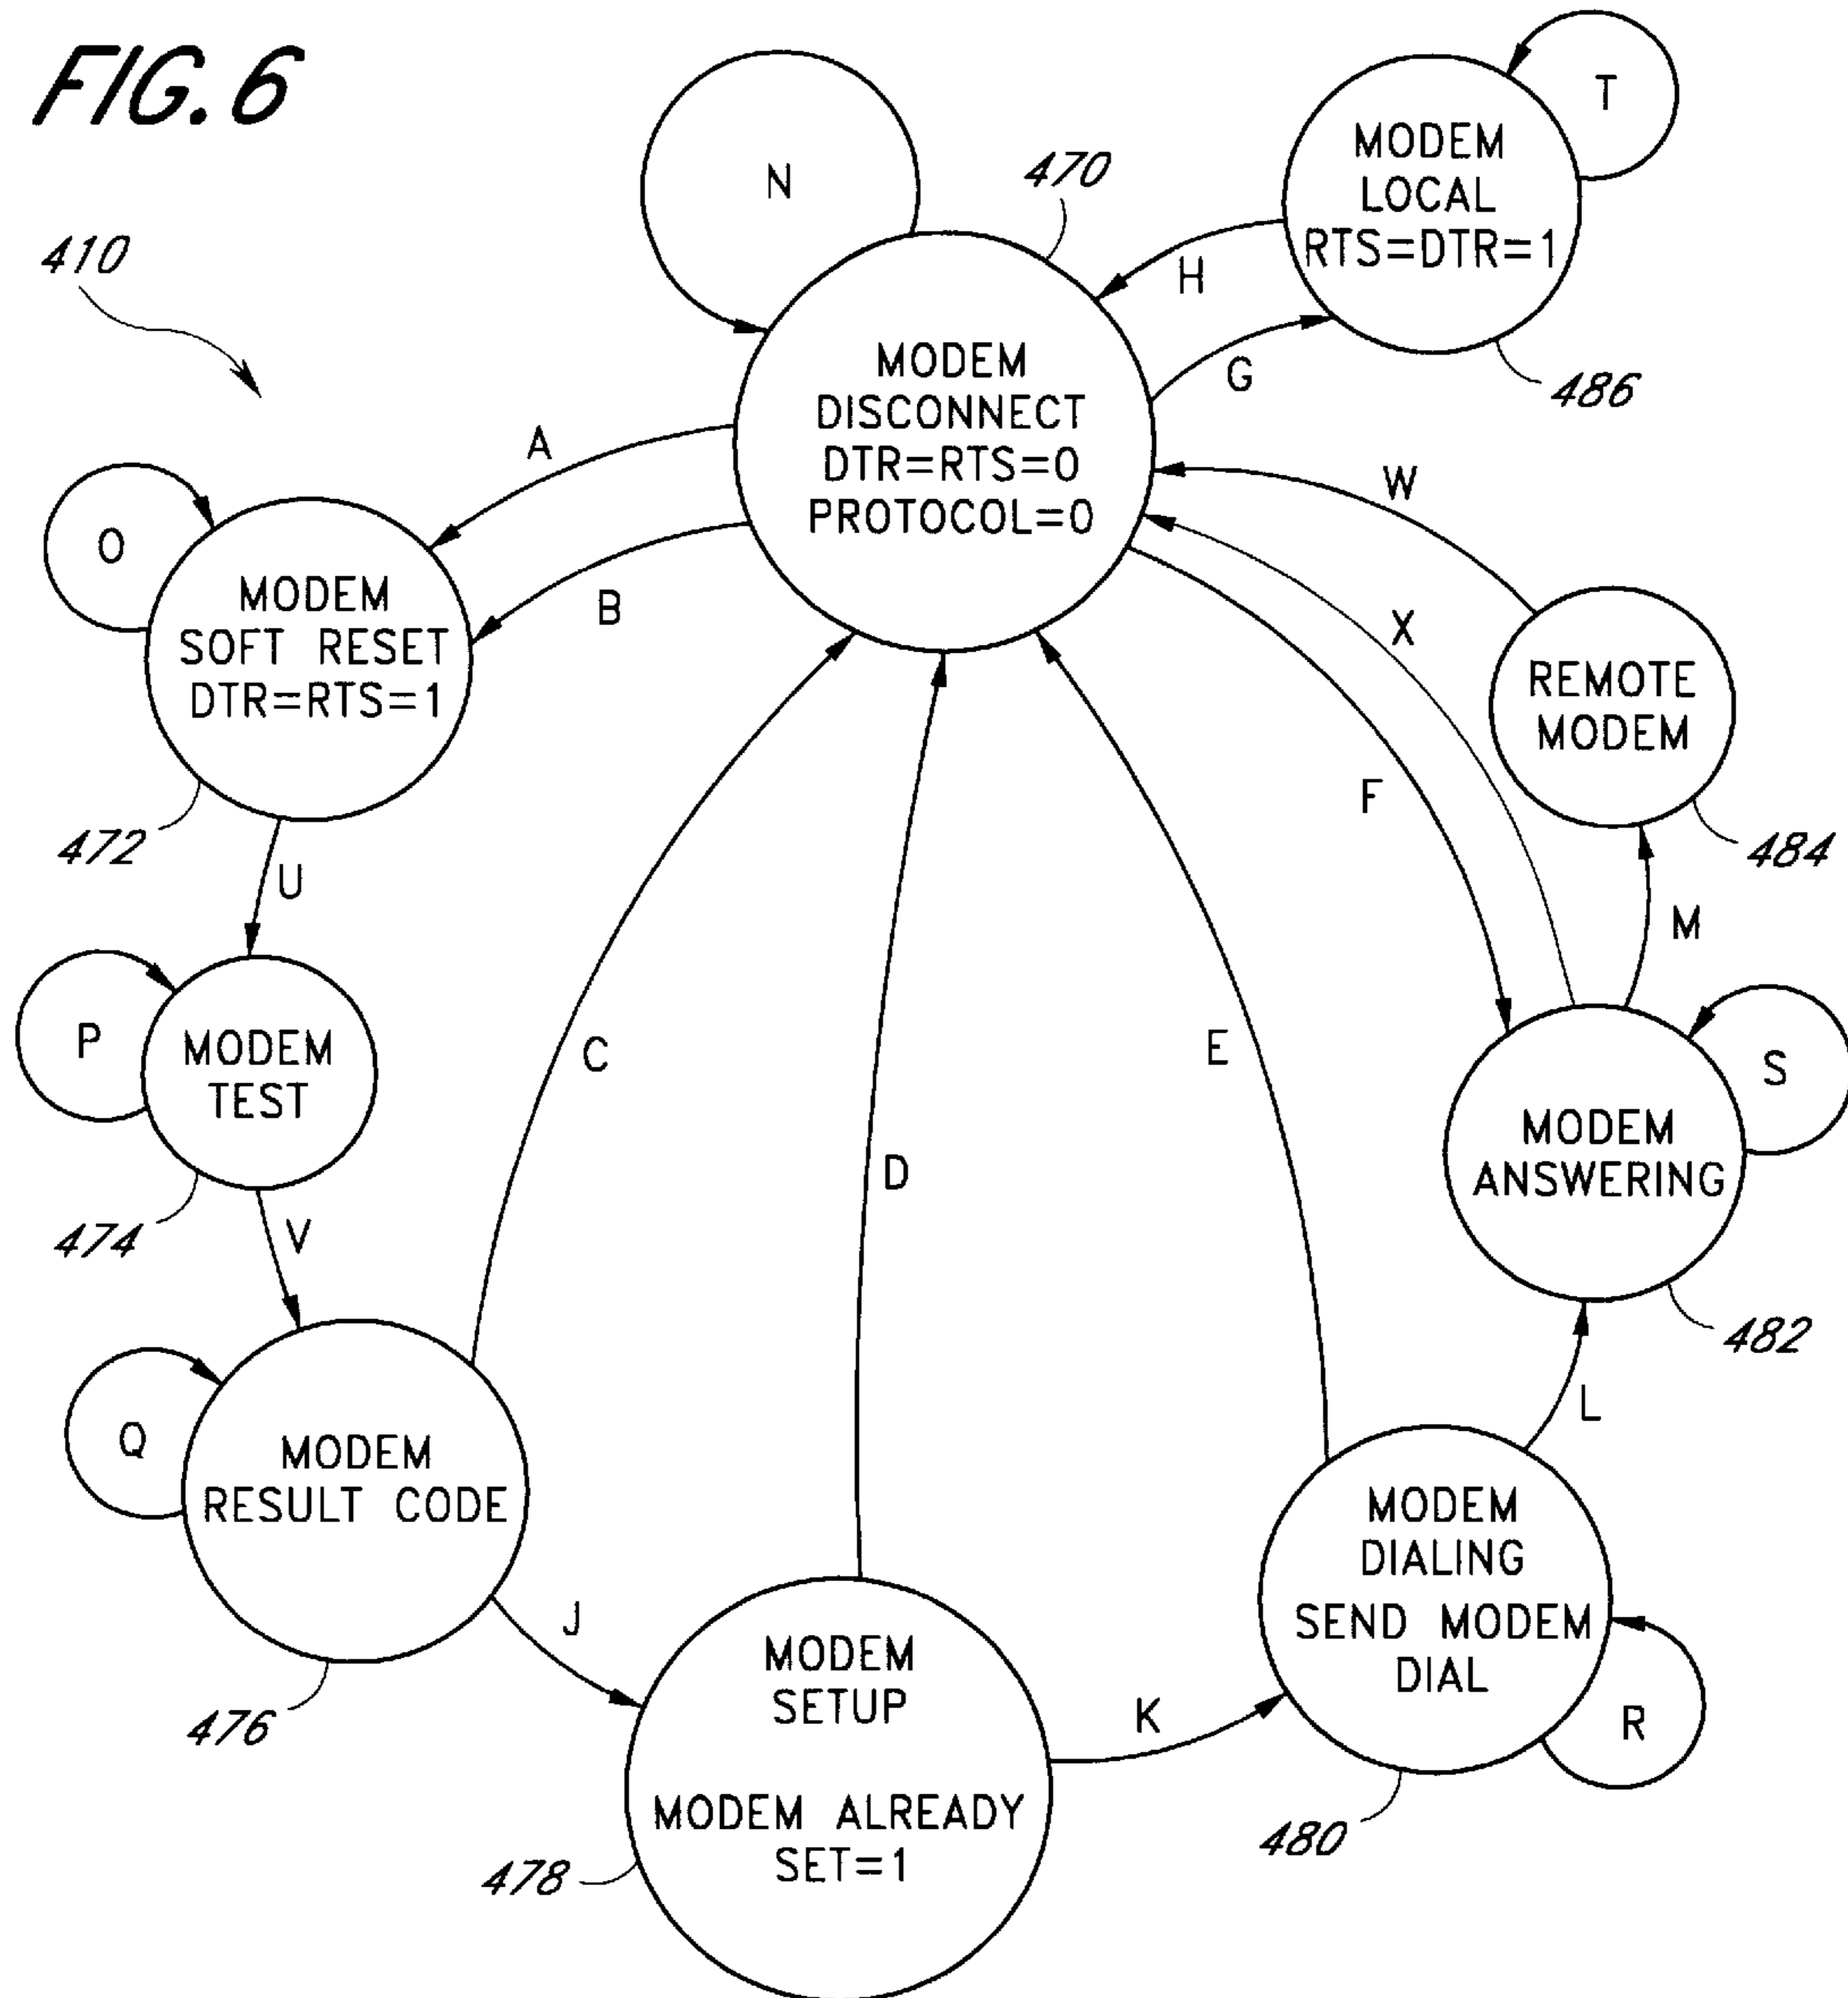 FIG. 6
410
N
470
MODEM
LOCAL
RTS=DTR=1
T
486
H
G
MODEM
DISCONNECT
DTR=RTS=0
PROTOCOL=0
A
B
O
MODEM
SOFT RESET
DTR=RTS=1
472
U
W
X
F
REMOTE
MODEM
484
M
P
MODEM
TEST
474
V
C
D
E
S
MODEM
ANSWERING
482
L
Q
MODEM
RESULT CODE
476
J
MODEM
SETUP
MODEM ALREADY
SET=1
478
K
MODEM
DIALING
SEND MODEM
DIAL
R
480